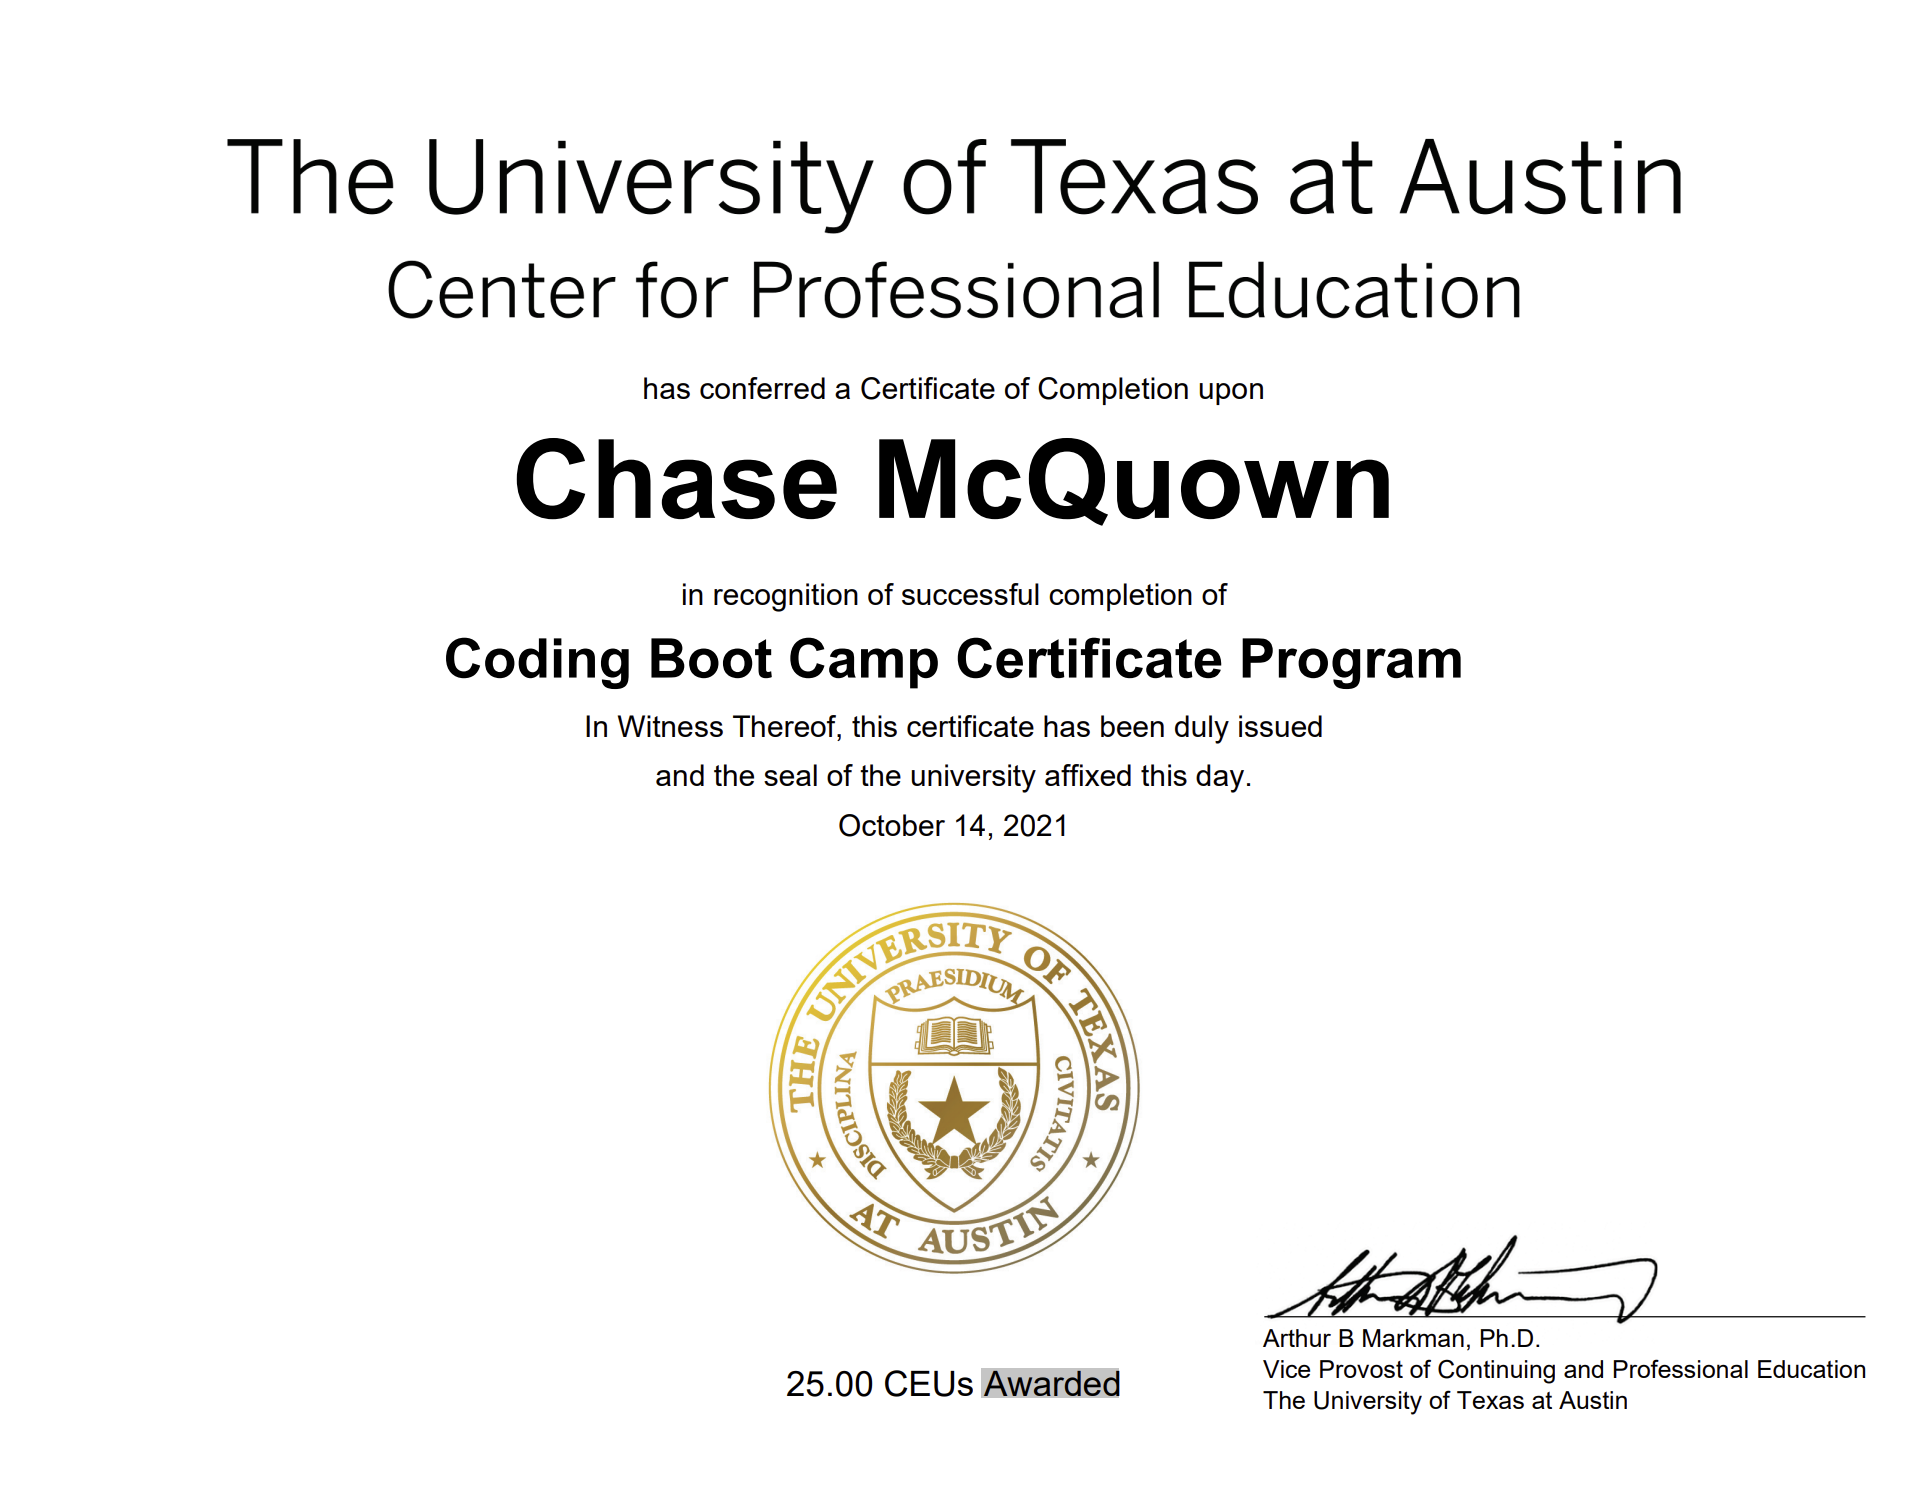 The University of Texas at Austin
Center for Professional Education
has conferred a Certificate of Completion upon
Chase McQuown
in recognition of successful completion of
Coding Boot Camp Certificate Program
In Witness Thereof, this certificate has been duly issued
and the seal of the university affixed this day.
October 14, 2021
THE UNIVERSITY OF TEXAS
PRAESIDIUM
DISCIPLINA
CIVITATIS
AT AUSTIN
Arthur B Markman, Ph.D.
Vice Provost of Continuing and Professional Education
The University of Texas at Austin
25.00 CEUs Awarded